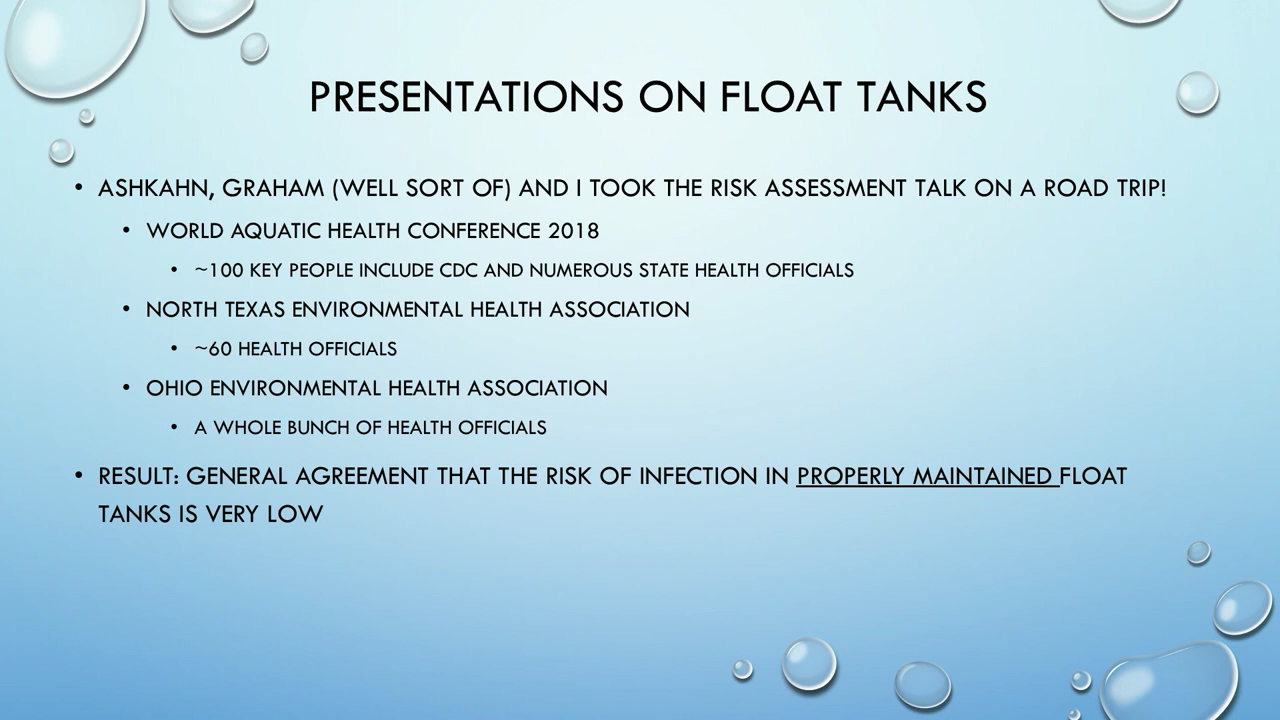 PRESENTATIONS ON FLOAT TANKS
• ASHKAHN, GRAHAM (WELL SORT OF) AND I TOOK THE RISK ASSESSMENT TALK ON A ROAD TRIP!
• WORLD AQUATIC HEALTH CONFERENCE 2018
• ~100 KEY PEOPLE INCLUDE CDC AND NUMEROUS STATE HEALTH OFFICIALS
• NORTH TEXAS ENVIRONMENTAL HEALTH ASSOCIATION
• ~60 HEALTH OFFICIALS
• OHIO ENVIRONMENTAL HEALTH ASSOCIATION
• A WHOLE BUNCH OF HEALTH OFFICIALS
• RESULT: GENERAL AGREEMENT THAT THE RISK OF INFECTION IN PROPERLY MAINTAINED FLOAT
TANKS IS VERY LOW